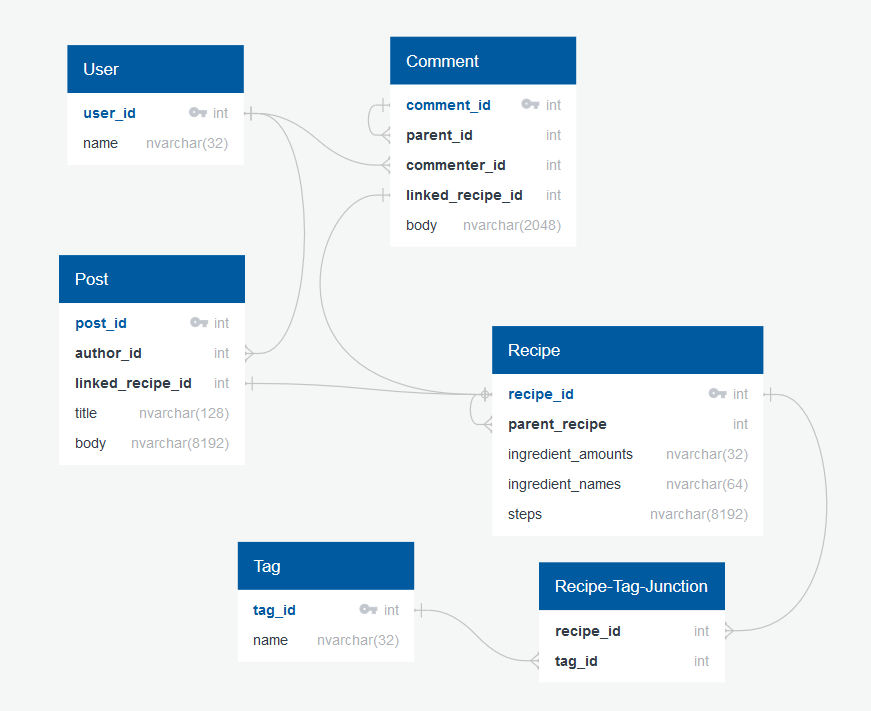 User
user_id int
name nvarchar(32)
Comment
comment_id int
parent_id int
commenter_id int
linked_recipe_id int
body nvarchar(2048)
Post
post_id int
author_id int
linked_recipe_id int
title nvarchar(128)
body nvarchar(8192)
Recipe
recipe_id int
parent_recipe int
ingredient_amounts nvarchar(32)
ingredient_names nvarchar(64)
steps nvarchar(8192)
Tag
tag_id int
name nvarchar(32)
Recipe-Tag-Junction
recipe_id int
tag_id int